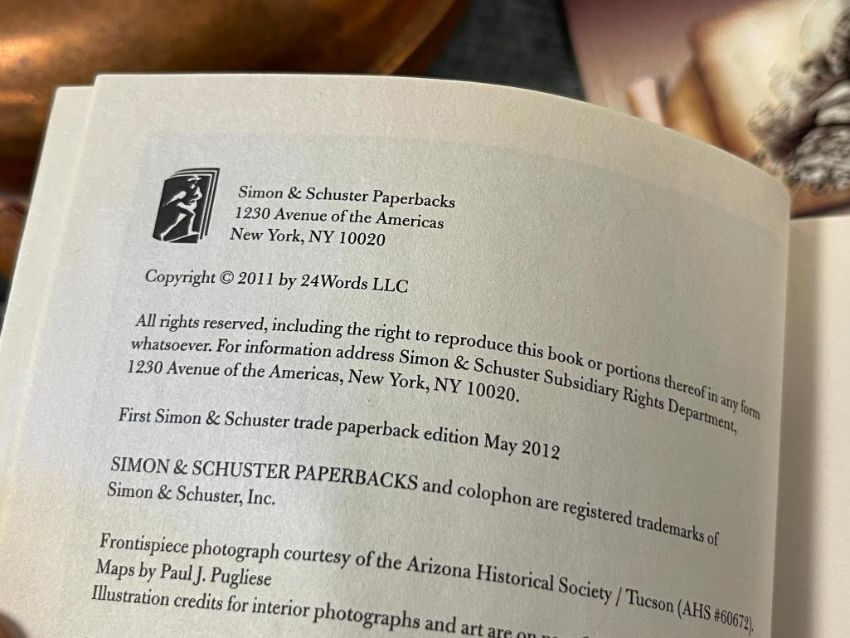 Simon & Schuster Paperbacks
1230 Avenue of the Americas
New York, NY 10020
Copyright © 2011 by 24Words LLC
All rights reserved, including the right to reproduce this book or portions thereof in any form
whatsoever. For information address Simon & Schuster Subsidiary Rights Department,
1230 Avenue of the Americas, New York, NY 10020.
First Simon & Schuster trade paperback edition May 2012
SIMON & SCHUSTER PAPERBACKS and colophon are registered trademarks of
Simon & Schuster, Inc.
Frontispiece photograph courtesy of the Arizona Historical Society / Tucson (AHS #60672).
Maps by Paul J. Pugliese
Illustration credits for interior photographs and art are on